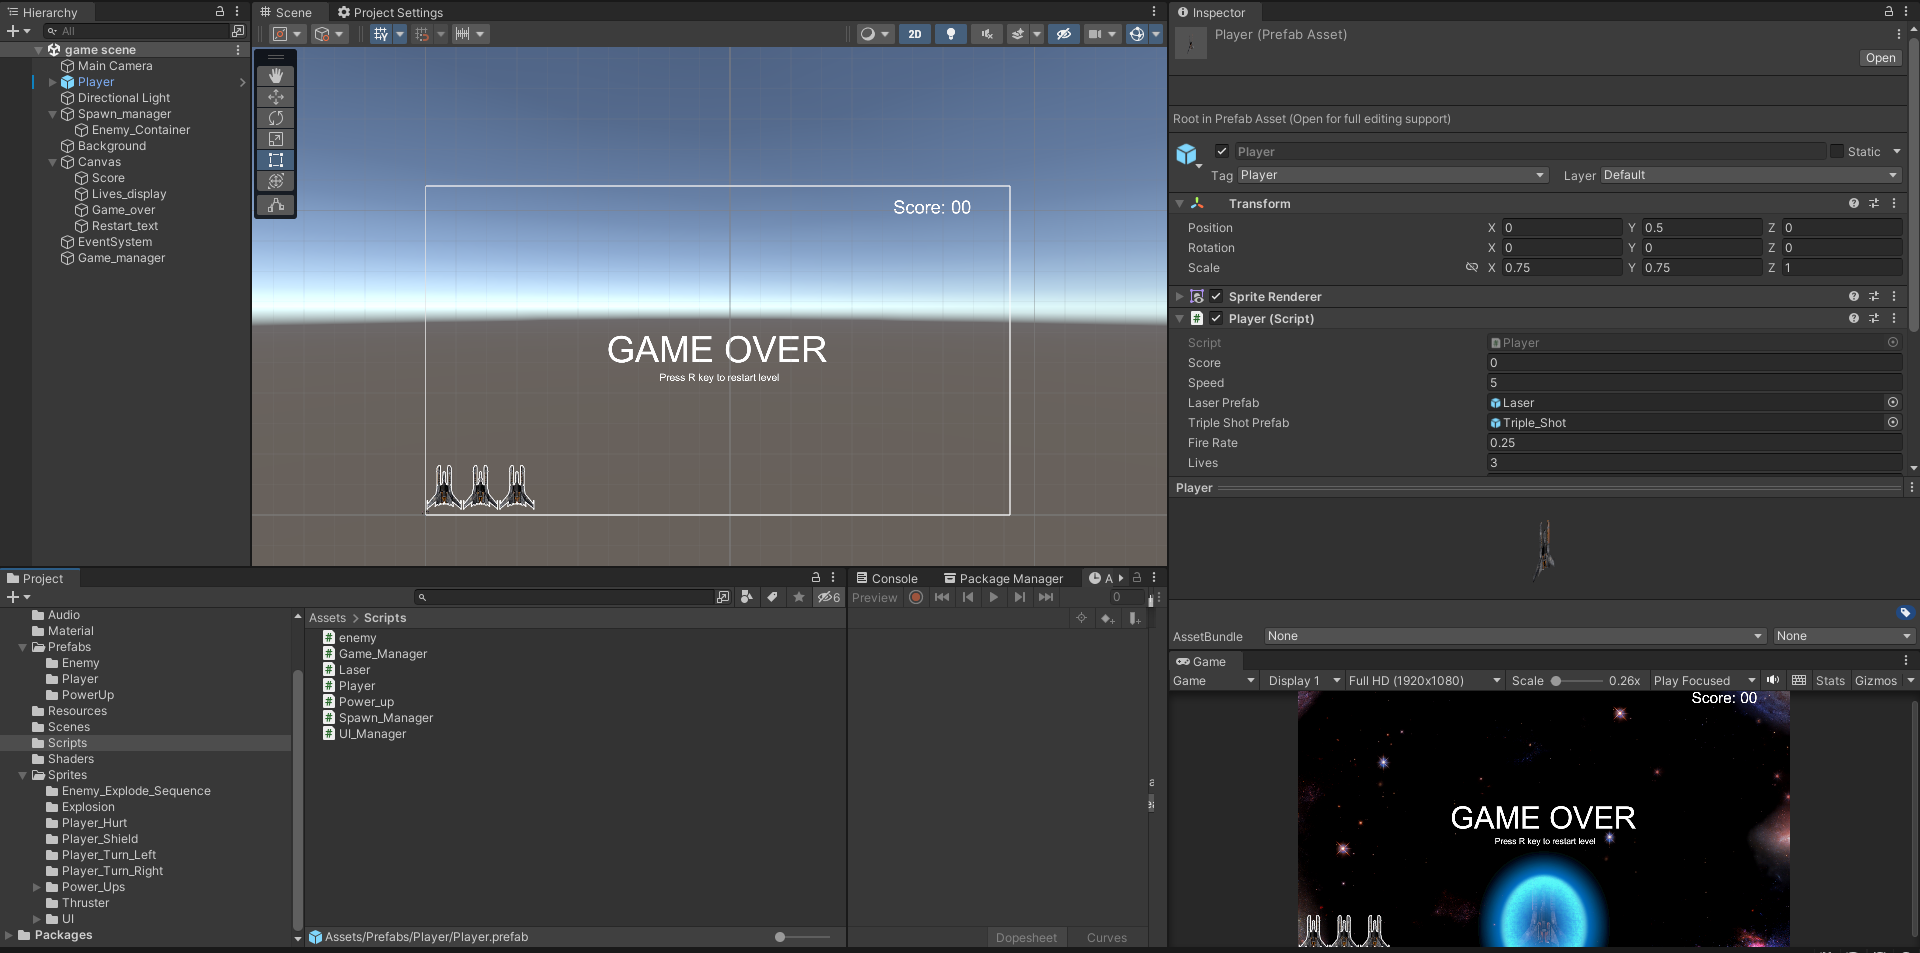 Hierarchy
All
game scene
Main Camera
Player
Directional Light
Spawn_manager
Enemy_Container
Background
Canvas
Score
Lives_display
Game_over
Restart_text
EventSystem
Game_manager
Scene
Project Settings
2D
Score: 00
GAME OVER
Press R key to restart level
Inspector
Player (Prefab Asset)
Open
Root in Prefab Asset (Open for full editing support)
Player
Static
Tag Player
Layer Default
Transform
Position X 0 Y 0.5 Z 0
Rotation X 0 Y 0 Z 0
Scale X 0.75 Y 0.75 Z 1
Sprite Renderer
# Player (Script)
Script Player
Score 0
Speed 5
Laser Prefab Laser
Triple Shot Prefab Triple_Shot
Fire Rate 0.25
Lives 3
Player
AssetBundle None None
Project
6
Audio
Material
Prefabs
Enemy
Player
PowerUp
Resources
Scenes
Scripts
Shaders
Sprites
Enemy_Explode_Sequence
Explosion
Player_Hurt
Player_Shield
Player_Turn_Left
Player_Turn_Right
Power_Ups
Thruster
UI
Packages
Assets > Scripts
# enemy
# Game_Manager
# Laser
# Player
# Power_up
# Spawn_Manager
# UI_Manager
Assets/Prefabs/Player/Player.prefab
Console
Package Manager
A
Preview
0
Dopesheet
Curves
Game
Game Display 1 Full HD (1920x1080) Scale 0.26x Play Focused Stats Gizmos
Score: 00
GAME OVER
Press R key to restart level